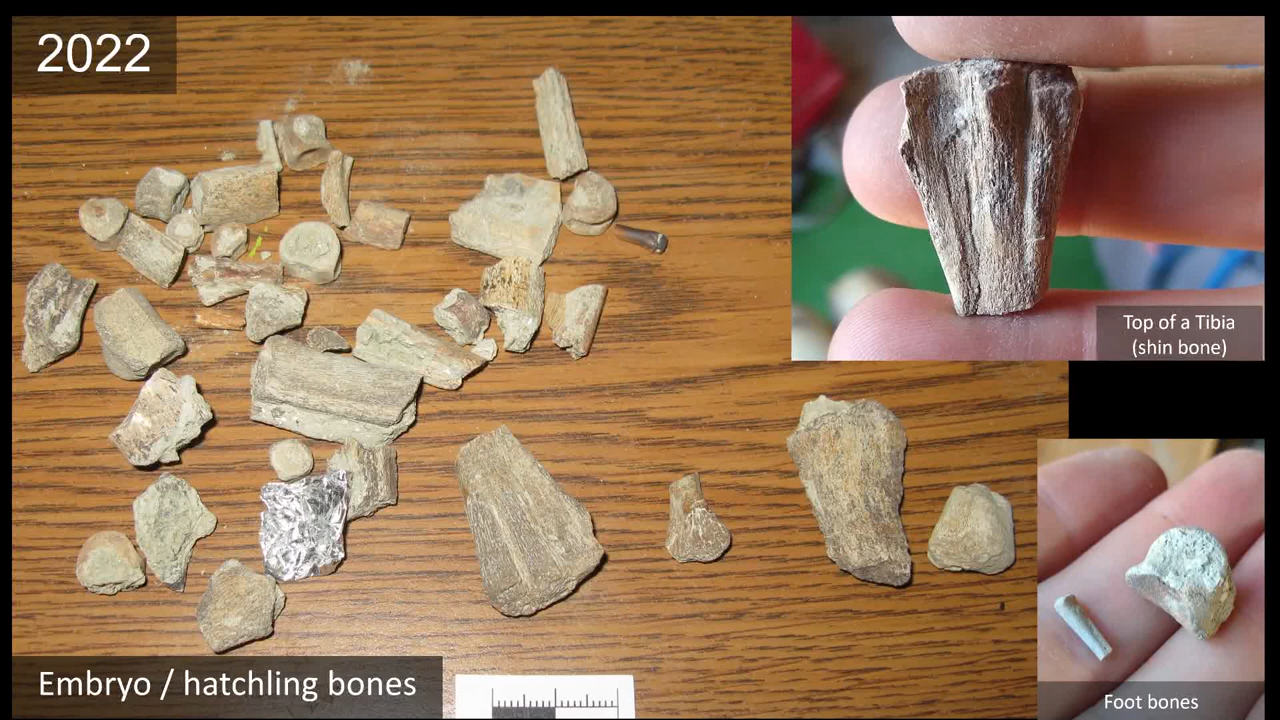 2022
Top of a Tibia
(shin bone)
Embryo / hatchling bones
Foot bones